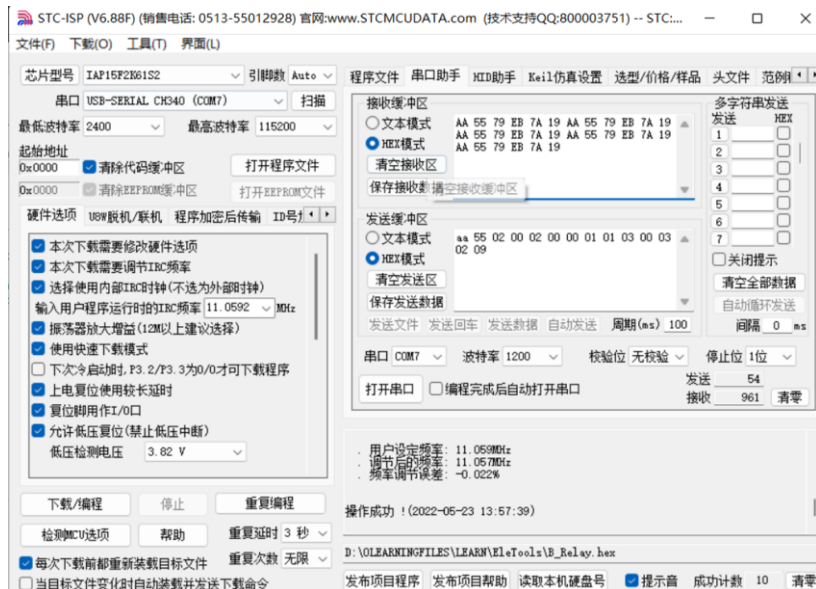 STC-ISP (V6.88F) (销售电话: 0513-55012928) 官网:www.STCMCUDATA.com (技术支持QQ:800003751) -- STC:...
文件(F) 下载(O) 工具(T) 界面(L)
芯片型号 IAP15F2K61S2 引脚数 Auto
串口 USB-SERIAL CH340 (COM7) 扫描
最低波特率 2400 最高波特率 115200
起始地址
0x0000 清除代码缓冲区 打开程序文件
0x0000 清除EEPROM缓冲区 打开EEPROM文件
硬件选项 U8W脱机/联机 程序加密后传输 ID号
本次下载需要修改硬件选项
本次下载需要调节IRC频率
选择使用内部IRC时钟(不选为外部时钟)
输入用户程序运行时的IRC频率 11.0592 MHz
振荡器放大增益(12M以上建议选择)
使用快速下载模式
下次冷启动时,P3.2/P3.3为0/0才可下载程序
上电复位使用较长延时
复位脚用作I/O口
允许低压复位(禁止低压中断)
低压检测电压 3.82 V
下载/编程 停止 重复编程
检测MCU选项 帮助 重复延时 3 秒
每次下载前都重新装载目标文件 重复次数 无限
当目标文件变化时自动装载并发送下载命令
程序文件 串口助手 HID助手 Keil仿真设置 选型/价格/样品 头文件 范例
接收缓冲区
文本模式
HEX模式
清空接收区
保存接收数
清空接收缓冲区
AA 55 79 EB 7A 19 AA 55 79 EB 7A 19
AA 55 79 EB 7A 19 AA 55 79 EB 7A 19
AA 55 79 EB 7A 19
多字符串发送
发送 HEX
1
2
3
4
5
6
7
关闭提示
清空全部数据
自动循环发送
间隔 0 ms
发送缓冲区
文本模式
HEX模式
清空发送区
保存发送数据
aa 55 02 00 02 00 00 01 01 03 00 03
02 09
发送文件 发送回车 发送数据 自动发送 周期(ms) 100
串口 COM7 波特率 1200 校验位 无校验 停止位 1位
打开串口 编程完成后自动打开串口
发送 54
接收 961 清零
. 用户设定频率: 11.059MHz
. 调节后的频率: 11.057MHz
. 频率调节误差: -0.022%
操作成功 !(2022-05-23 13:57:39)
D:\OLEARNINGFILES\LEARN\EleTools\B_Relay.hex
发布项目程序 发布项目帮助 读取本机硬盘号 提示音 成功计数 10 清零